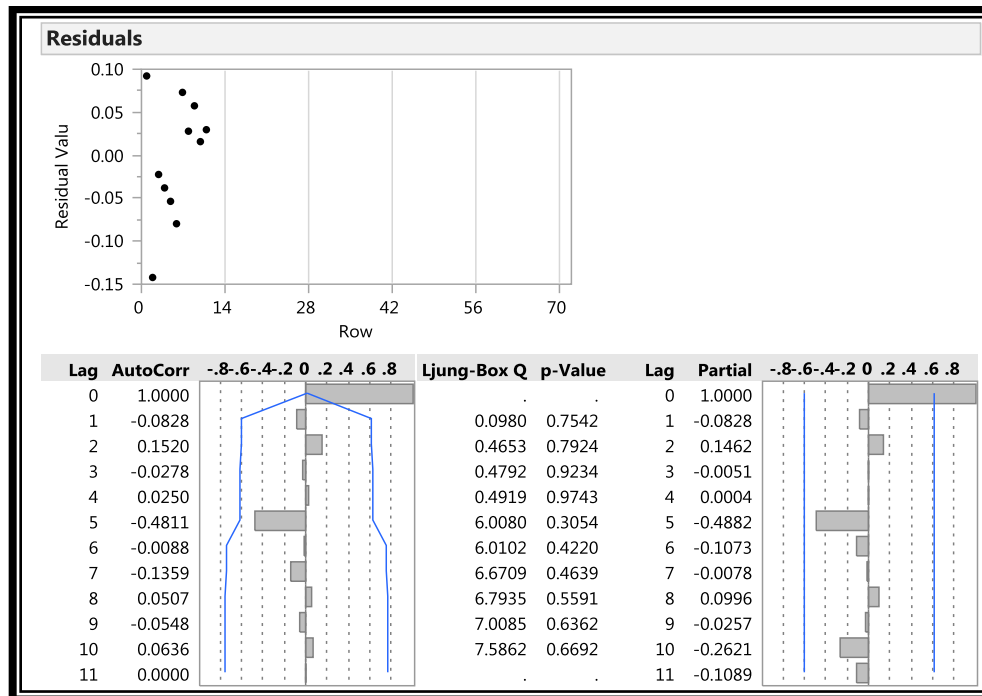 Residuals
0.10
0.05
0.00
-0.05
-0.10
-0.15
Residual Valu
0 14 28 42 56 70
Row
Lag AutoCorr -.8-.6-.4-.2 0 .2 .4 .6 .8 Ljung-Box Q p-Value Lag Partial -.8-.6-.4-.2 0 .2 .4 .6 .8
0 1.0000 . . 0 1.0000
1 -0.0828 0.0980 0.7542 1 -0.0828
2 0.1520 0.4653 0.7924 2 0.1462
3 -0.0278 0.4792 0.9234 3 -0.0051
4 0.0250 0.4919 0.9743 4 0.0004
5 -0.4811 6.0080 0.3054 5 -0.4882
6 -0.0088 6.0102 0.4220 6 -0.1073
7 -0.1359 6.6709 0.4639 7 -0.0078
8 0.0507 6.7935 0.5591 8 0.0996
9 -0.0548 7.0085 0.6362 9 -0.0257
10 0.0636 7.5862 0.6692 10 -0.2621
11 0.0000 . . 11 -0.1089